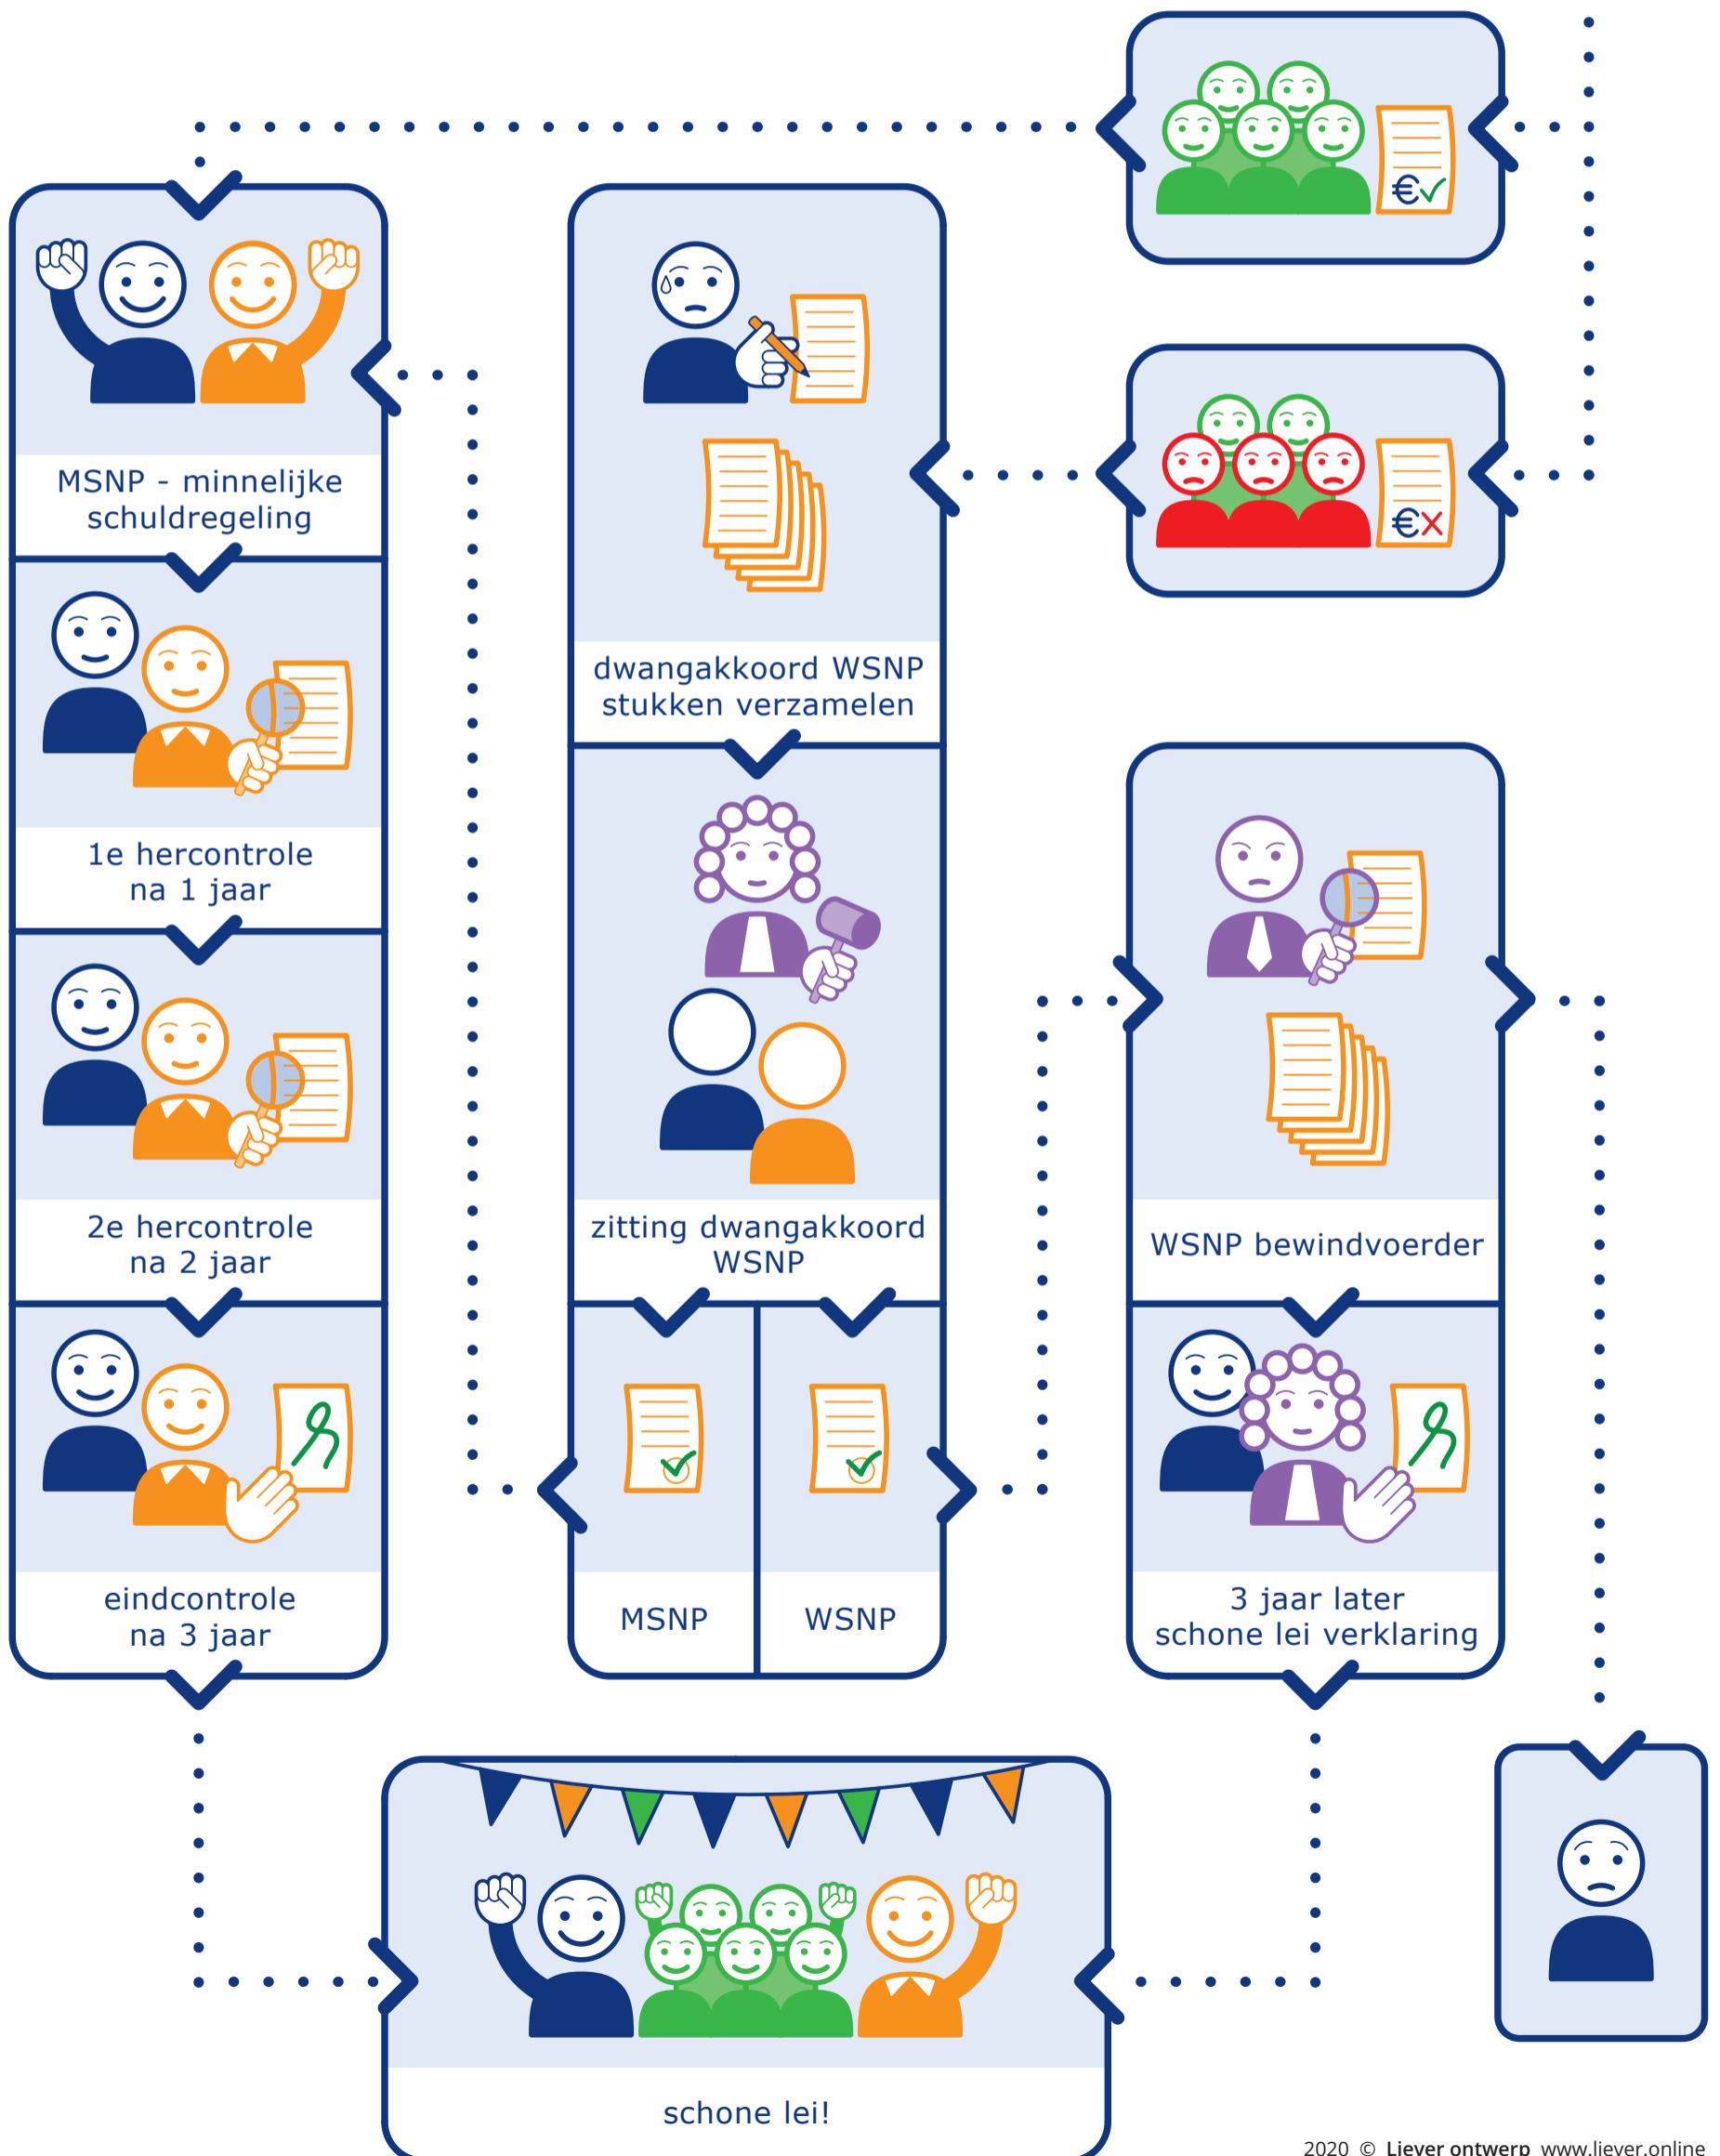 MSNP - minnelijke
schuldregeling
1e hercontrole
na 1 jaar
2e hercontrole
na 2 jaar
eindcontrole
na 3 jaar
dwangakkoord WSNP
stukken verzamelen
zitting dwangakkoord
WSNP
MSNP
WSNP
€
€
WSNP bewindvoerder
3 jaar later
schone lei verklaring
schone lei!
2020 © Liever ontwerp www.liever.online